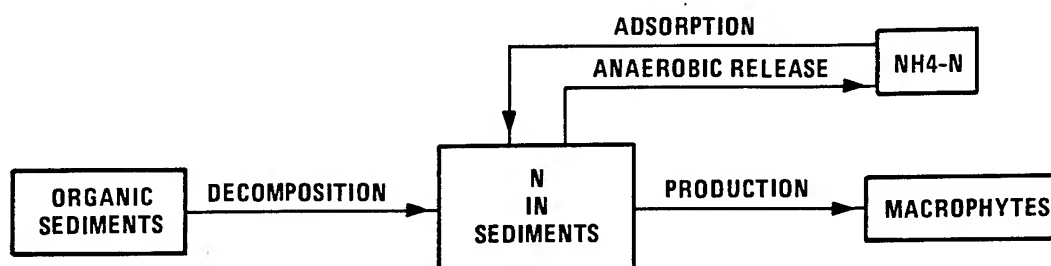 ADSORPTION
ANAEROBIC RELEASE
NH4-N
ORGANIC
SEDIMENTS
DECOMPOSITION
N
IN
SEDIMENTS
PRODUCTION
MACROPHYTES